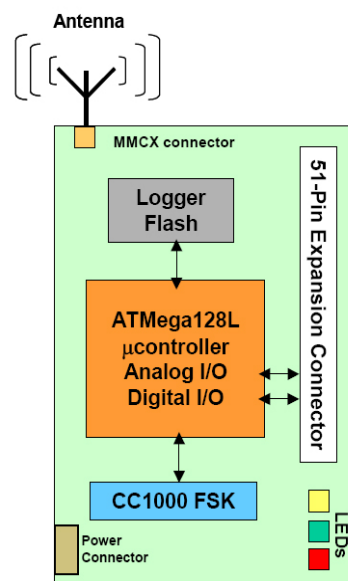 Antenna
MMCX connector
51-Pin Expansion Connector
Logger
Flash
ATMega128L
μcontroller
Analog I/O
Digital I/O
CC1000 FSK
Power
Connector
LEDs